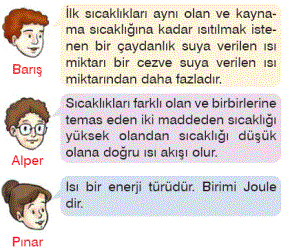 İlk sıcaklıkları aynı olan ve kayna-
ma sıcaklığına kadar ısıtılmak iste-
nen bir çaydanlık suya verilen ısı
miktarı bir cezve suya verilen ısı
miktarından daha fazladır.
Barış
Sıcaklıkları farklı olan ve birbirlerine
temas eden iki maddeden sıcaklığı
yüksek olandan sıcaklığı düşük
olana doğru ısı akışı olur.
Alper
Isı bir enerji türüdür. Birimi Joule
dir.
Pınar